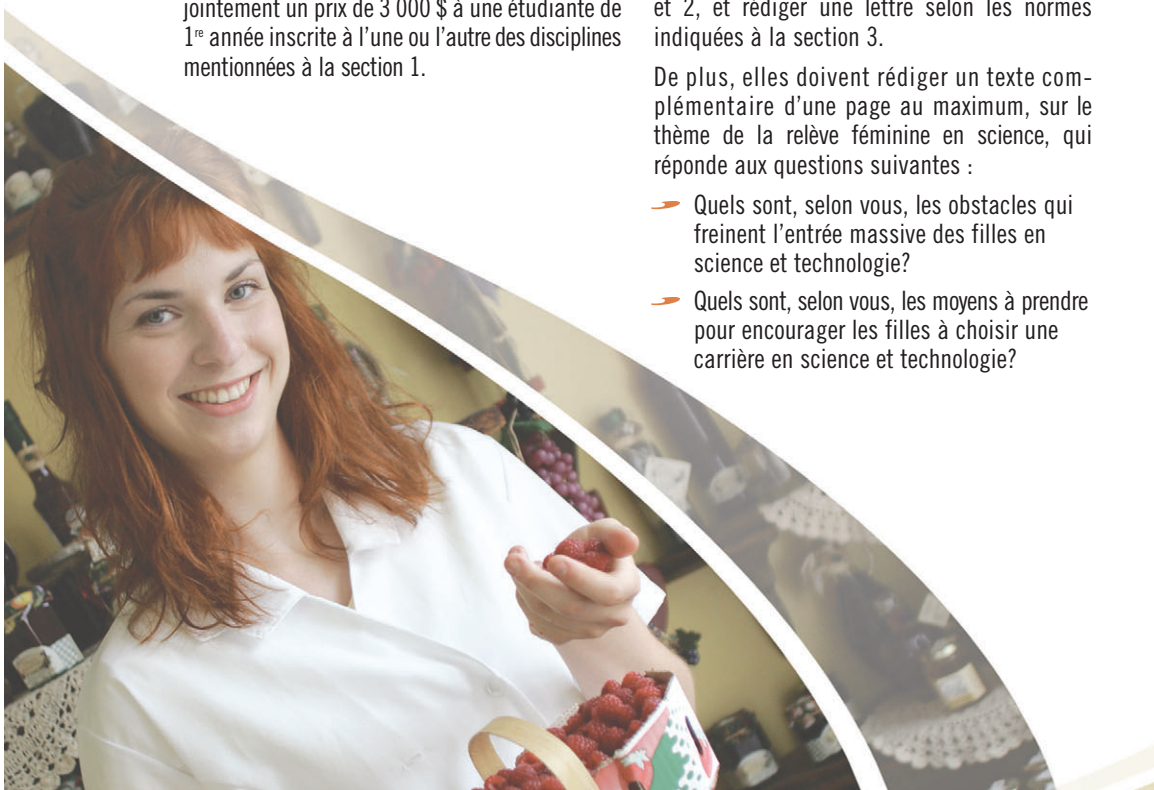 jointement un prix de 3 000 $ à une étudiante de
1re année inscrite à l'une ou l'autre des disciplines
mentionnées à la section 1.
et 2, et rédiger une lettre selon les normes
indiquées à la section 3.
De plus, elles doivent rédiger un texte com-
plémentaire d'une page au maximum, sur le
thème de la relève féminine en science, qui
réponde aux questions suivantes :
Quels sont, selon vous, les obstacles qui
freinent l'entrée massive des filles en
science et technologie?
Quels sont, selon vous, les moyens à prendre
pour encourager les filles à choisir une
carrière en science et technologie?